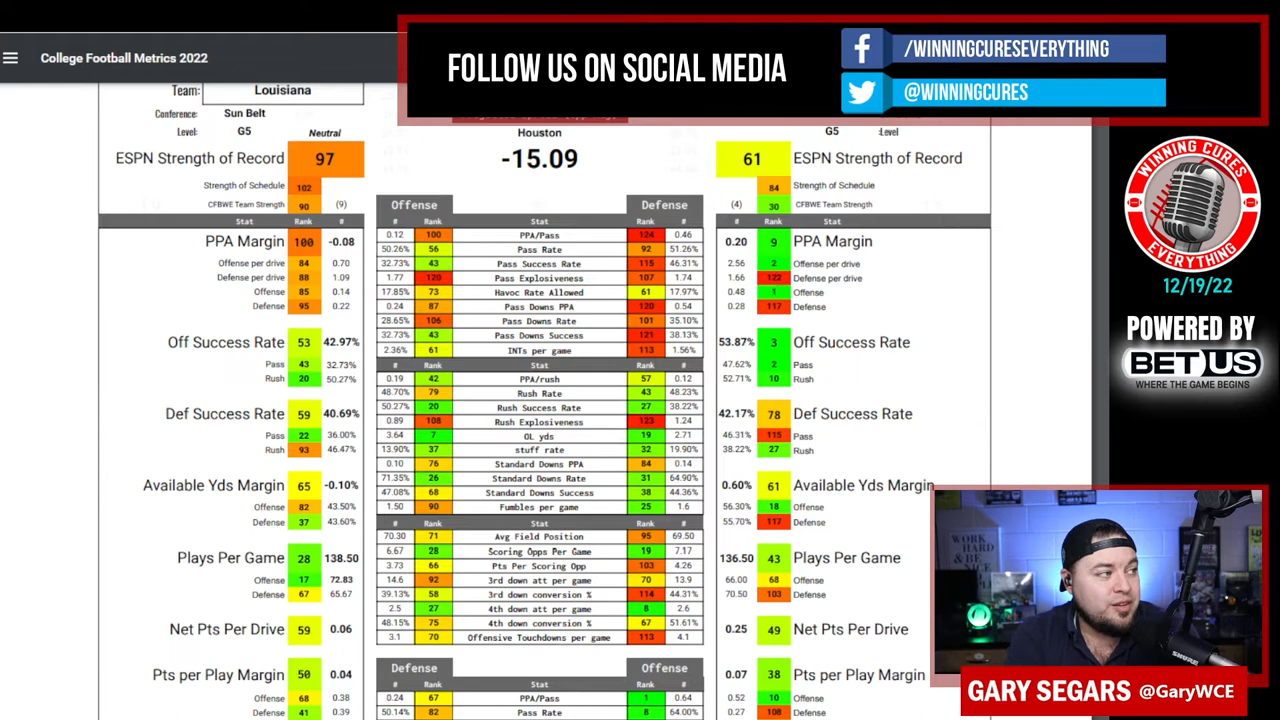 College Football Metrics 2022
FOLLOW US ON SOCIAL MEDIA
/WINNINGCURESEVERYTHING
@WINNINGCURES
Team: Louisiana
Conference: Sun Belt
Level: G5 Neutral
Houston
-15.09
G5 :Level
ESPN Strength of Record 97
61 ESPN Strength of Record
Strength of Schedule 102
84 Strength of Schedule
CFBWE Team Strength 90 (9)
(4) 30 CFBWE Team Strength
Stat Rank #
Offense Defense
# Rank Stat Rank #
# Rank Stat
PPA Margin 100 -0.08
Offense per drive 84 0.70
Defense per drive 88 1.09
Offense 85 0.14
Defense 95 0.22
Off Success Rate 53 42.97%
Pass 43 32.73%
Rush 20 50.27%
Def Success Rate 59 40.69%
Pass 22 36.00%
Rush 93 46.47%
Available Yds Margin 65 -0.10%
Offense 82 43.50%
Defense 37 43.60%
Plays Per Game 28 138.50
Offense 17 72.83
Defense 67 65.67
Net Pts Per Drive 59 0.06
Pts per Play Margin 50 0.04
Offense 68 0.38
Defense 41 0.39
0.12 100 PPA/Pass 124 0.46
50.26% 56 Pass Rate 92 51.26%
32.73% 43 Pass Success Rate 115 46.31%
1.77 120 Pass Explosiveness 107 1.74
17.85% 73 Havoc Rate Allowed 61 17.97%
0.24 87 Pass Downs PPA 120 0.54
28.65% 106 Pass Downs Rate 101 35.10%
32.73% 43 Pass Downs Success 121 38.13%
2.36% 61 INTs per game 113 1.56%
# Rank Stat Rank #
0.19 42 PPA/rush 57 0.12
48.70% 79 Rush Rate 43 48.23%
50.27% 20 Rush Success Rate 27 38.22%
0.89 108 Rush Explosiveness 123 1.24
3.64 7 OL yds 19 2.71
13.90% 37 stuff rate 32 19.90%
0.10 76 Standard Downs PPA 84 0.14
71.35% 26 Standard Downs Rate 31 64.90%
47.08% 68 Standard Downs Success 38 44.36%
1.50 90 Fumbles per game 25 1.6
# Rank Stat Rank #
70.30 71 Avg Field Position 95 69.50
6.67 28 Scoring Opps Per Game 19 7.17
3.73 66 Pts Per Scoring Opp 103 4.26
14.6 92 3rd down att per game 70 13.9
39.13% 58 3rd down conversion % 114 44.31%
2.5 27 4th down att per game 8 2.6
48.15% 75 4th down conversion % 67 51.61%
3.1 70 Offensive Touchdowns per game 113 4.1
Defense Offense
# Rank Stat Rank #
0.24 67 PPA/Pass 1 0.64
50.14% 82 Pass Rate 8 64.00%
0.20 9 PPA Margin
2.56 2 Offense per drive
1.66 122 Defense per drive
0.48 1 Offense
0.28 117 Defense
53.87% 3 Off Success Rate
47.62% 2 Pass
52.71% 10 Rush
42.17% 78 Def Success Rate
46.31% 115 Pass
38.22% 27 Rush
0.60% 61 Available Yds Margin
56.30% 18 Offense
55.70% 117 Defense
136.50 43 Plays Per Game
66.00 68 Offense
70.50 103 Defense
0.25 49 Net Pts Per Drive
0.07 38 Pts per Play Margin
0.52 10 Offense
0.27 108 Defense
WINNING CURES
EVERYTHING
12/19/22
POWERED BY
BETUS
WHERE THE GAME BEGINS
WORK
HARD &
SHURE
GARY SEGARS @GaryWCE